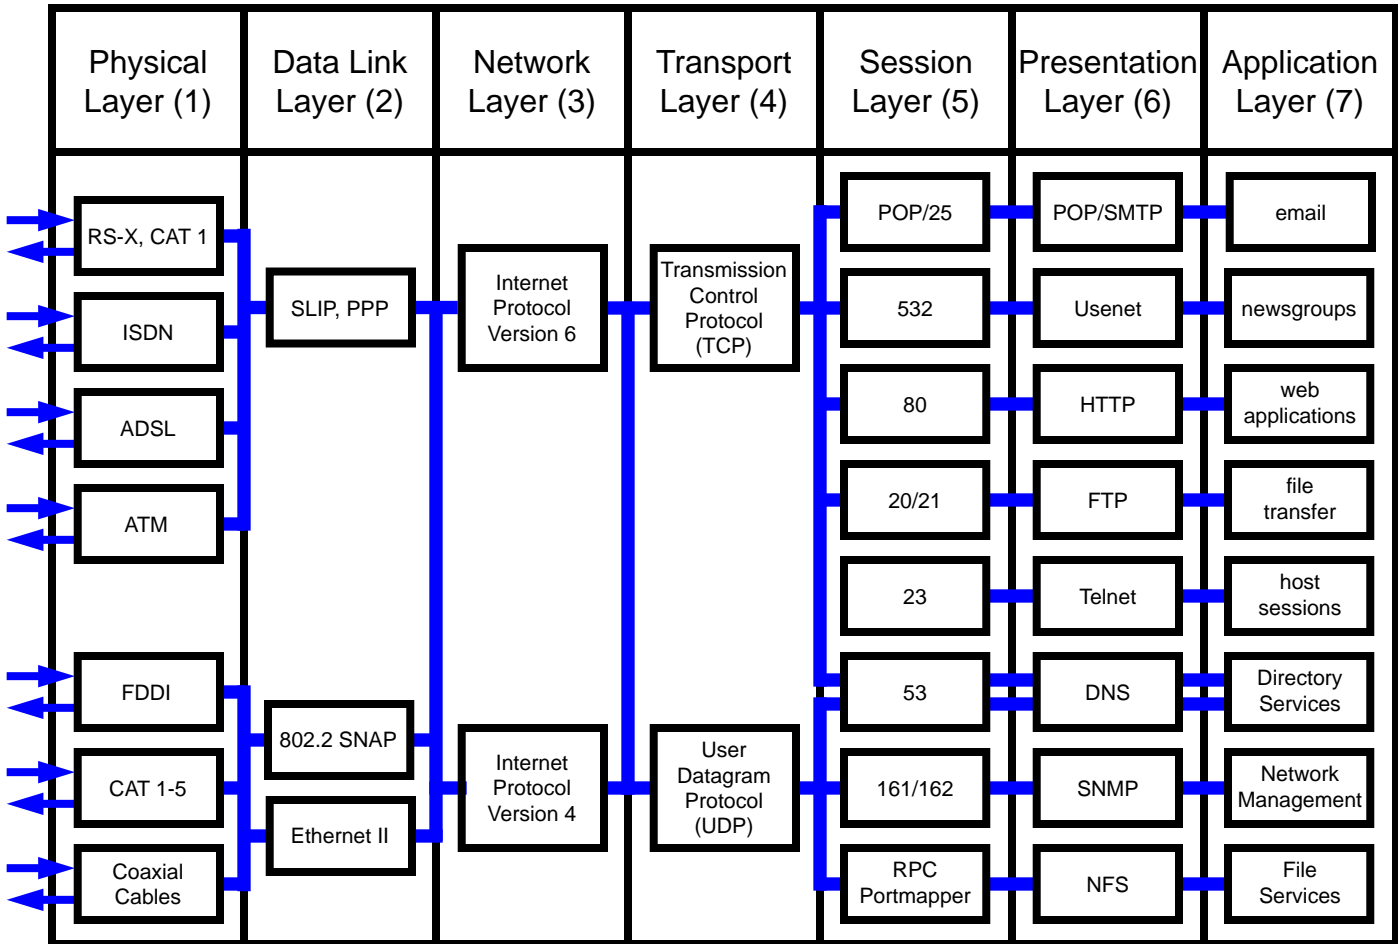 Physical
Layer (1)
Data Link
Layer (2)
Network
Layer (3)
Transport
Layer (4)
Session
Layer (5)
Presentation
Layer (6)
Application
Layer (7)
RS-X, CAT 1
ISDN
ADSL
ATM
FDDI
CAT 1-5
Coaxial
Cables
SLIP, PPP
802.2 SNAP
Ethernet II
Internet
Protocol
Version 6
Internet
Protocol
Version 4
Transmission
Control
Protocol
(TCP)
User
Datagram
Protocol
(UDP)
POP/25
532
80
20/21
23
53
161/162
RPC
Portmapper
POP/SMTP
Usenet
HTTP
FTP
Telnet
DNS
SNMP
NFS
email
newsgroups
web
applications
file
transfer
host
sessions
Directory
Services
Network
Management
File
Services